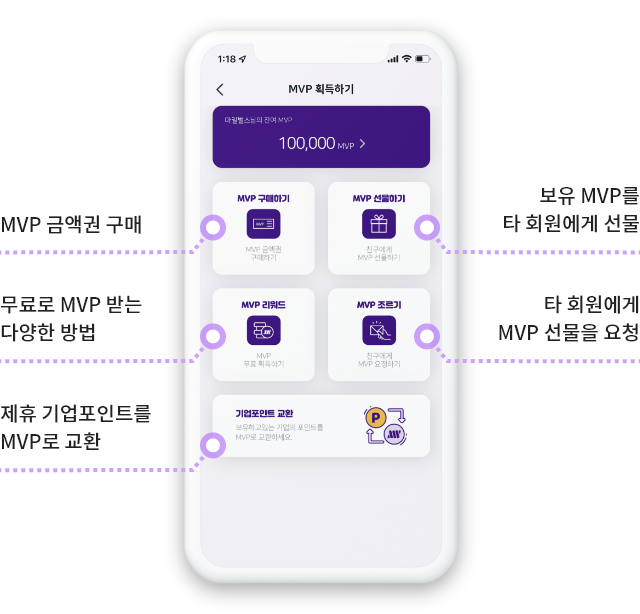 1:18
MVP 획득하기
마일벌스님의 잔여 MVP
100,000 MVP
MVP 구매하기
MVP 금액권
구매하기
MVP 선물하기
친구에게
MVP 선물하기
MVP 리워드
MVP
무료 획득하기
MVP 조르기
친구에게
MVP 요청하기
기업포인트 교환
보유하고있는 기업의 포인트를
MVP로 교환하세요.
P
MVP 금액권 구매
무료로 MVP 받는
다양한 방법
제휴 기업포인트를
MVP로 교환
보유 MVP를
타 회원에게 선물
타 회원에게
MVP 선물을 요청